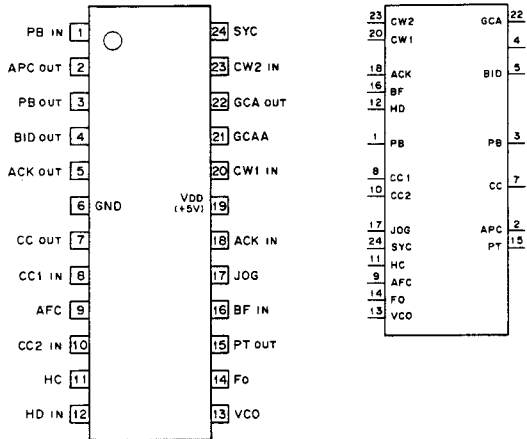 PB IN 1
APC OUT 2
PB OUT 3
BID OUT 4
ACK OUT 5
6 GND
CC OUT 7
CC1 IN 8
AFC 9
CC2 IN 10
HC 11
HD IN 12
24 SYC
23 CW2 IN
22 GCA OUT
21 GCAA
20 CW1 IN
VDD
(+5V) 19
18 ACK IN
17 JOG
16 BF IN
15 PT OUT
14 Fo
13 VCO
23 CW2
20 CW1
18 ACK
16 BF
12 HD
1 PB
8 CC1
10 CC2
17 JOG
24 SYC
11 HC
9 AFC
14 FO
13 VCO
GCA 22
4
BID 5
PB 3
CC 7
APC 2
PT 15